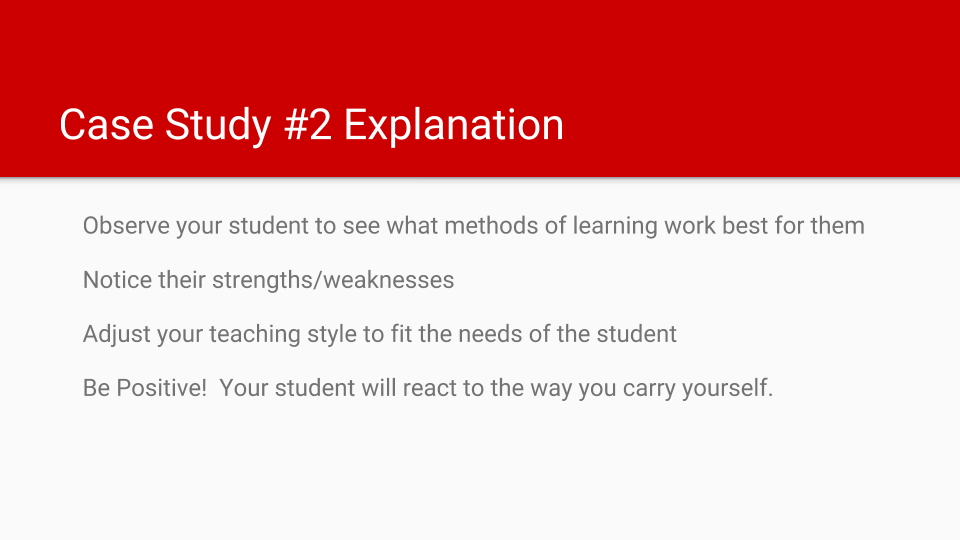 Case Study #2 Explanation
Observe your student to see what methods of learning work best for them
Notice their strengths/weaknesses
Adjust your teaching style to fit the needs of the student
Be Positive!  Your student will react to the way you carry yourself.